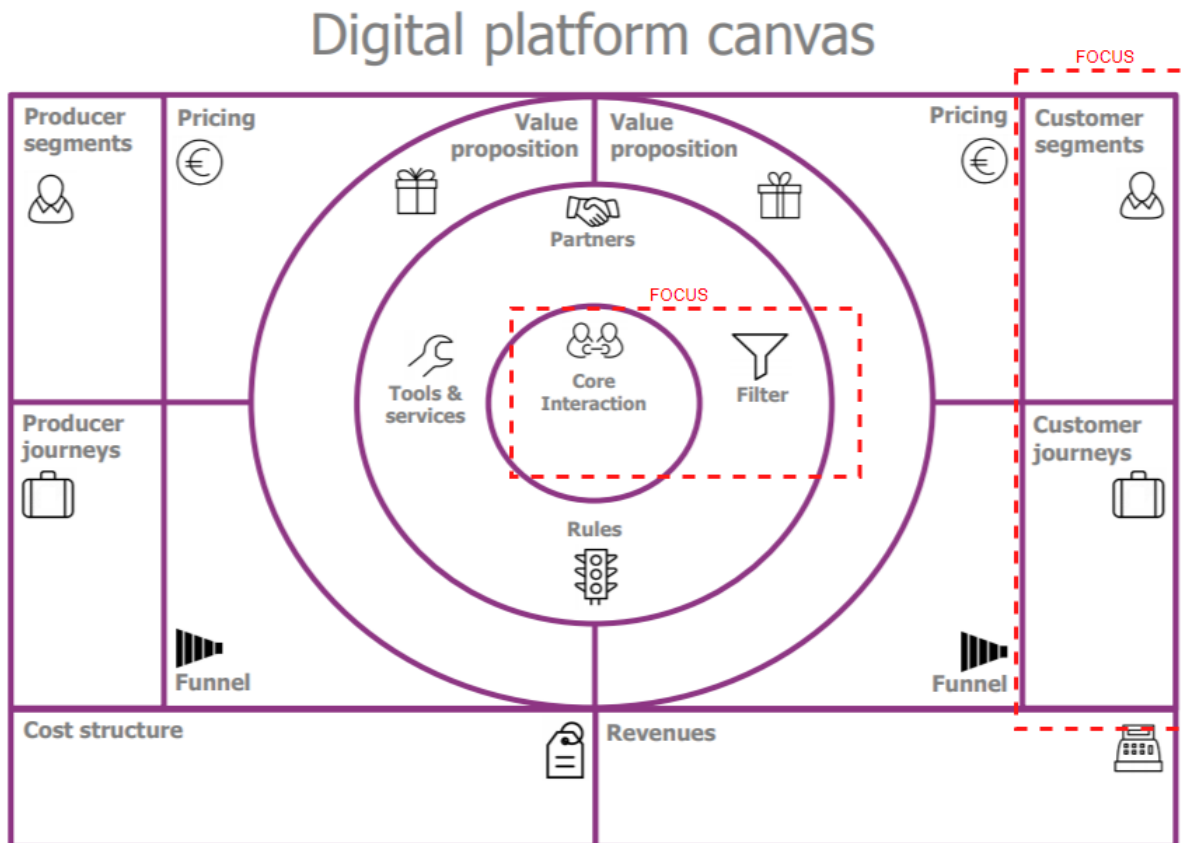 Digital platform canvas
FOCUS
Producer
segments
Pricing
€
Value
proposition
Value
proposition
Pricing
€
Customer
segments
Partners
FOCUS
Tools &
services
Core
Interaction
Filter
Producer
journeys
Customer
journeys
Rules
Funnel
Funnel
Cost structure
Revenues